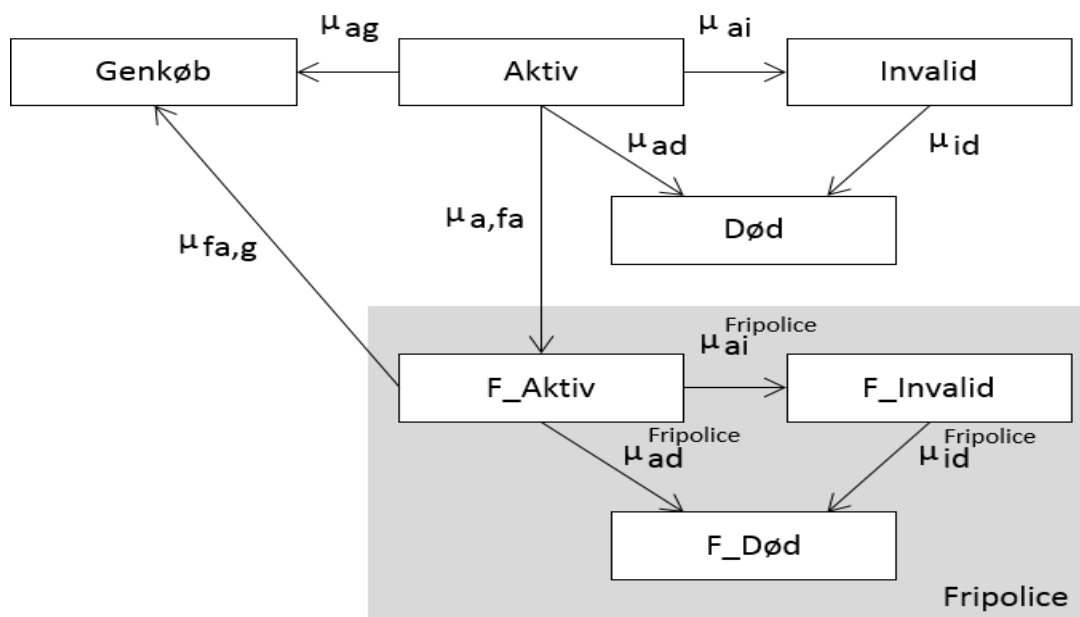 μ ag
μ ai
Genkøb
Aktiv
Invalid
μ ad
μ id
μ a,fa
Død
μ fa,g
μ ai Fripolice
F_Aktiv
F_Invalid
μ ad Fripolice
μ id Fripolice
F_Død
Fripolice